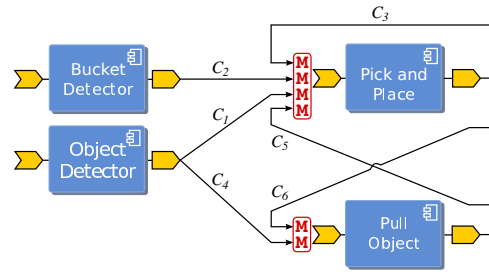 C3
Bucket
Detector
C2
M
M
M
M
Pick and
Place
C1
Object
Detector
C5
C4
C6
M
M
Pull
Object